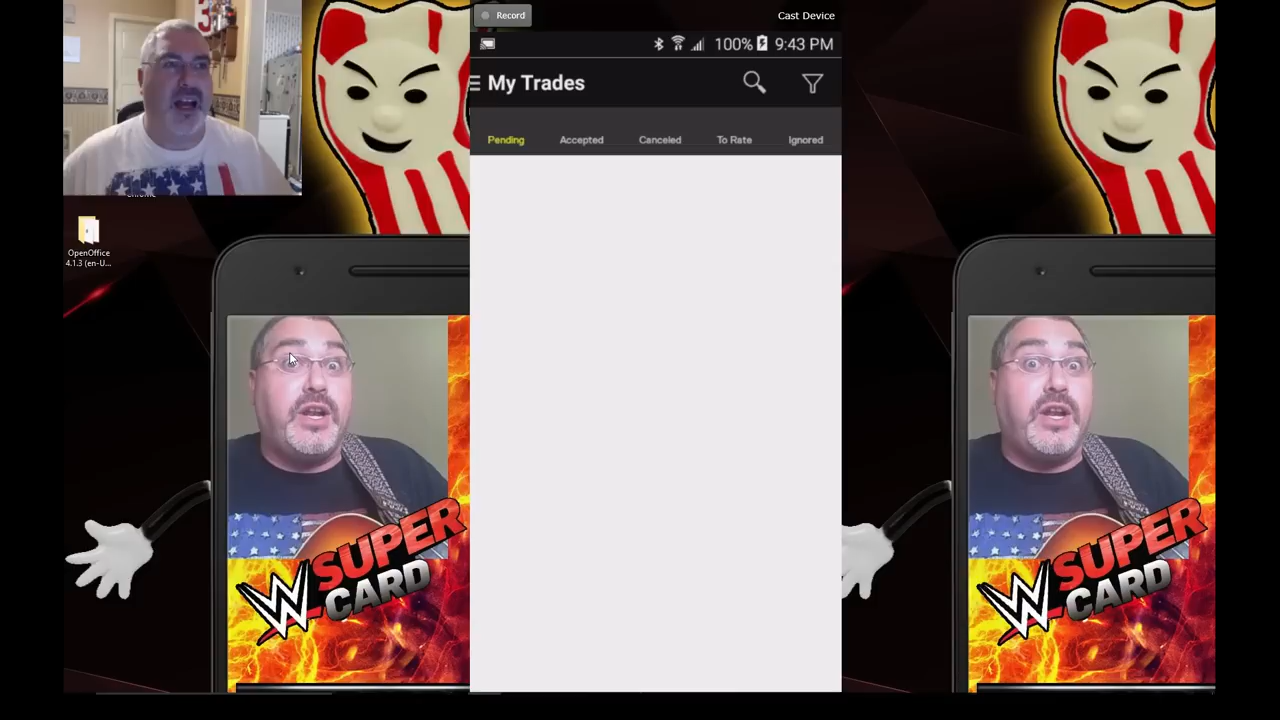 Record
Cast Device
100% 9:43 PM
My Trades
Pending Accepted Canceled To Rate Ignored
3
OpenOffice
4.1.3 (en-U...
W SUPER
CARD
W SUPER
CARD